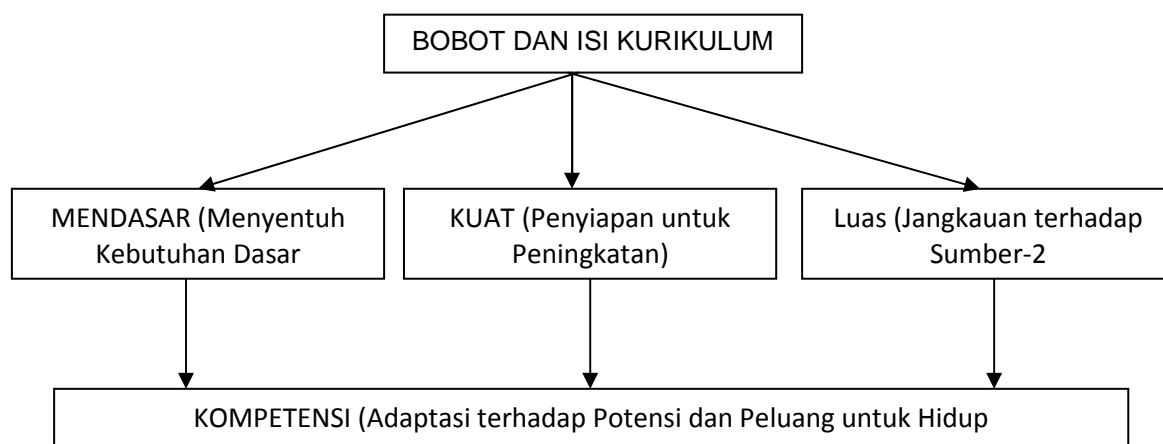 BOBOT DAN ISI KURIKULUM
MENDASAR (Menyentuh
Kebutuhan Dasar
KUAT (Penyiapan untuk
Peningkatan)
Luas (Jangkauan terhadap
Sumber-2
KOMPETENSI (Adaptasi terhadap Potensi dan Peluang untuk Hidup